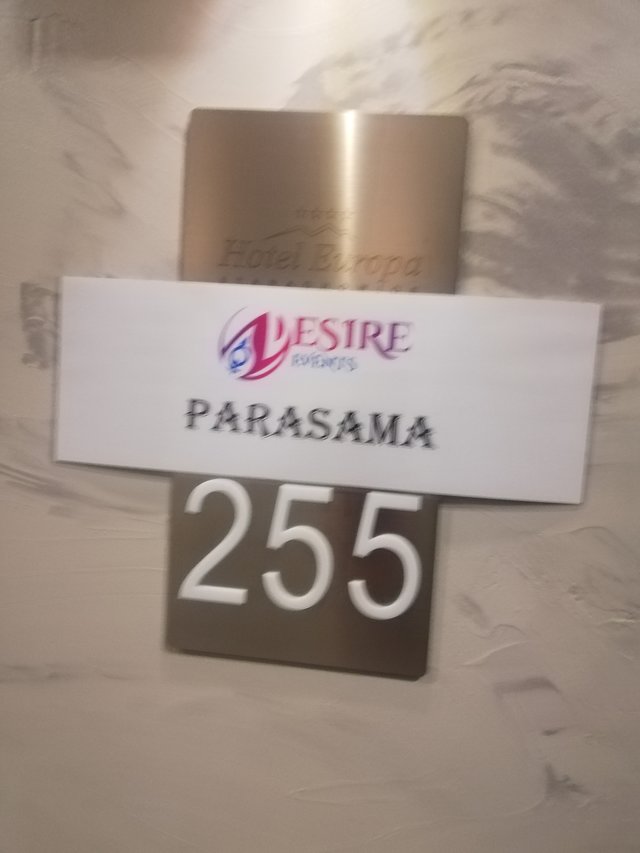 Hotel Europa
DESIRE
EVENTS
PARASAMA
255